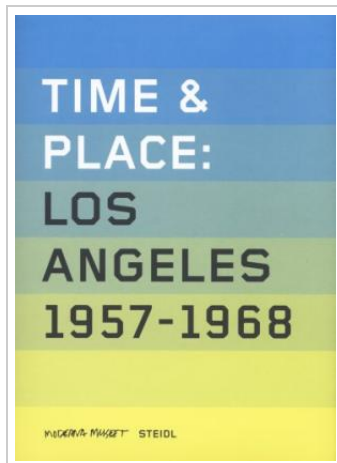 TIME &
PLACE:
LOS
ANGELES
1957-1968
MODERNA MUSEET STEIDL